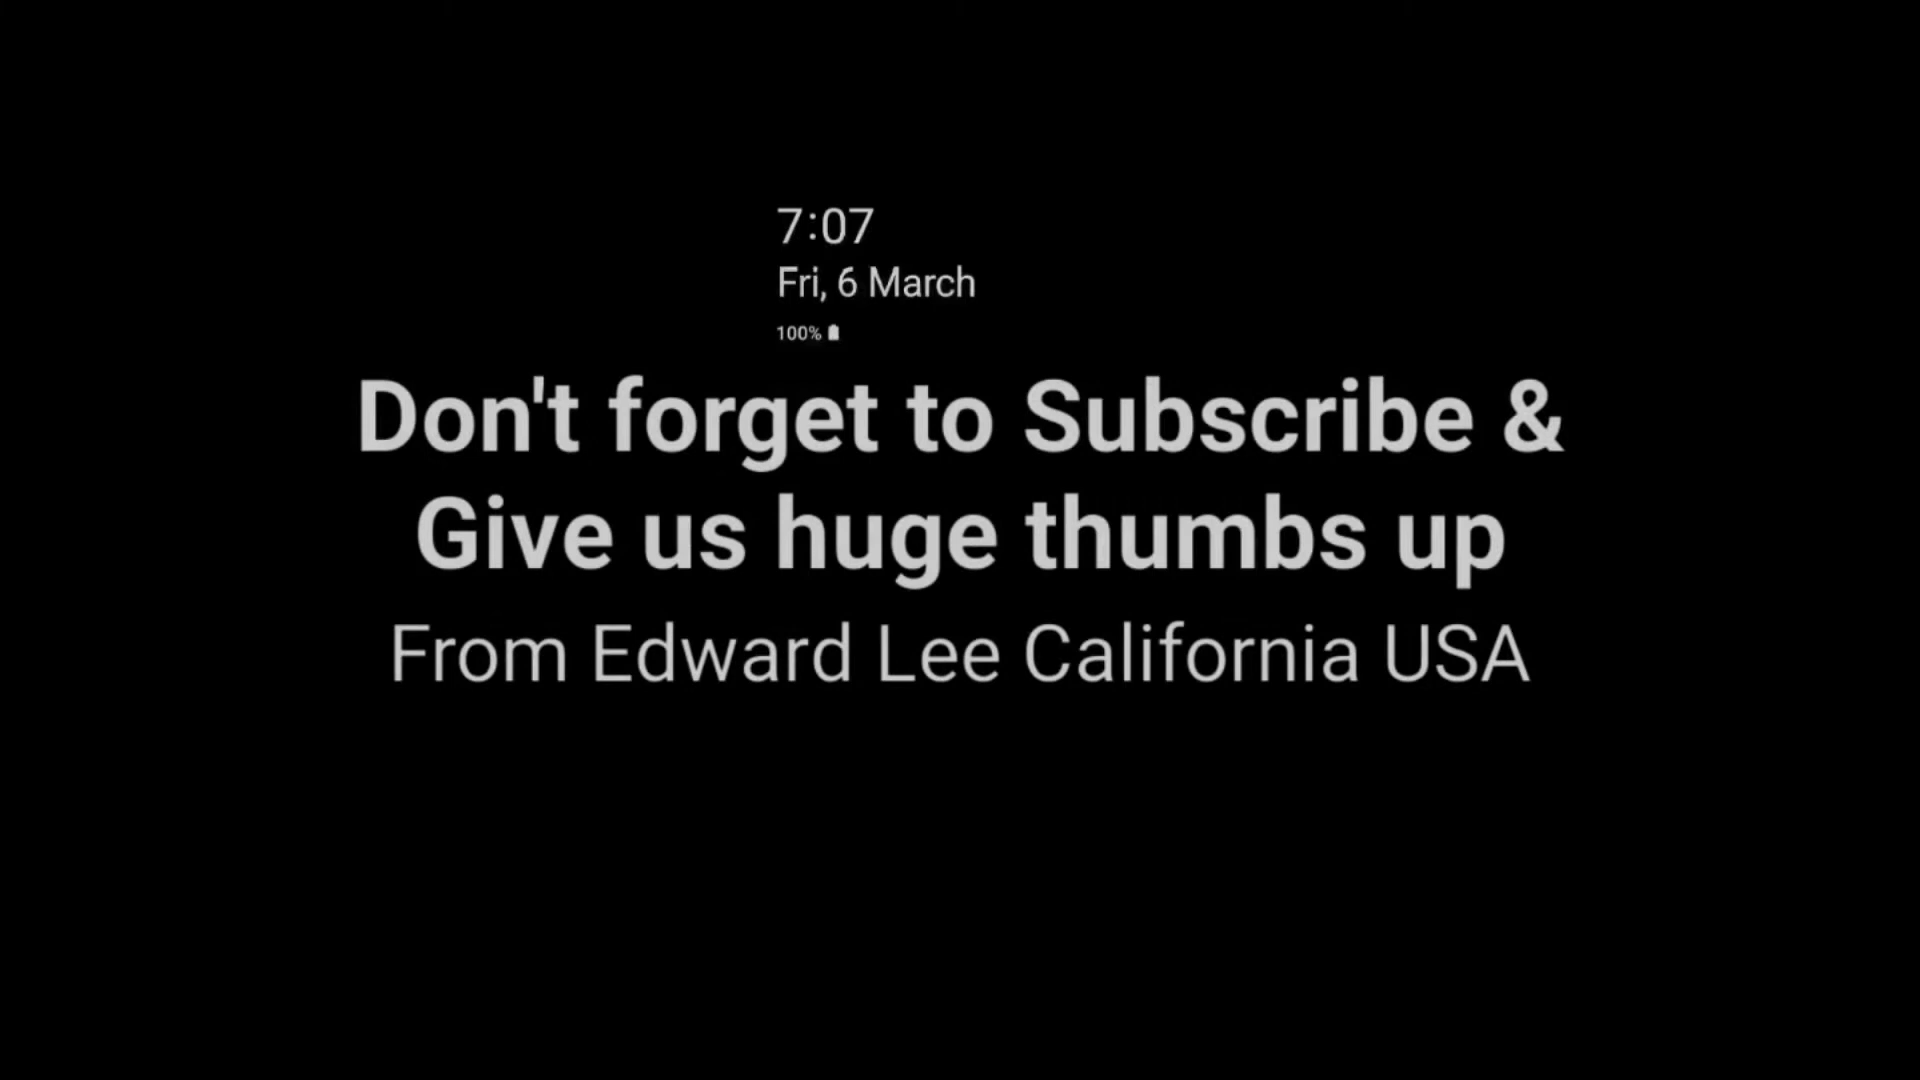 7:07
Fri, 6 March
100%
Don't forget to Subscribe &
Give us huge thumbs up
From Edward Lee California USA